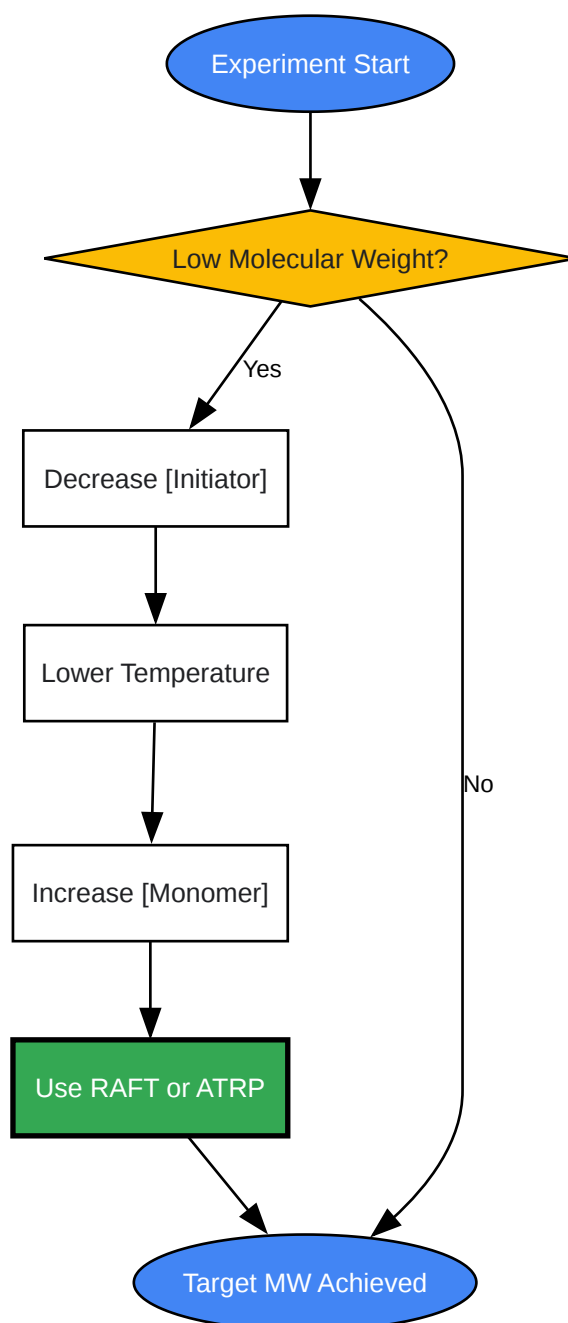 Experiment Start
Low Molecular Weight?
Yes
Decrease [Initiator]
Lower Temperature
No
Increase [Monomer]
Use RAFT or ATRP
Target MW Achieved